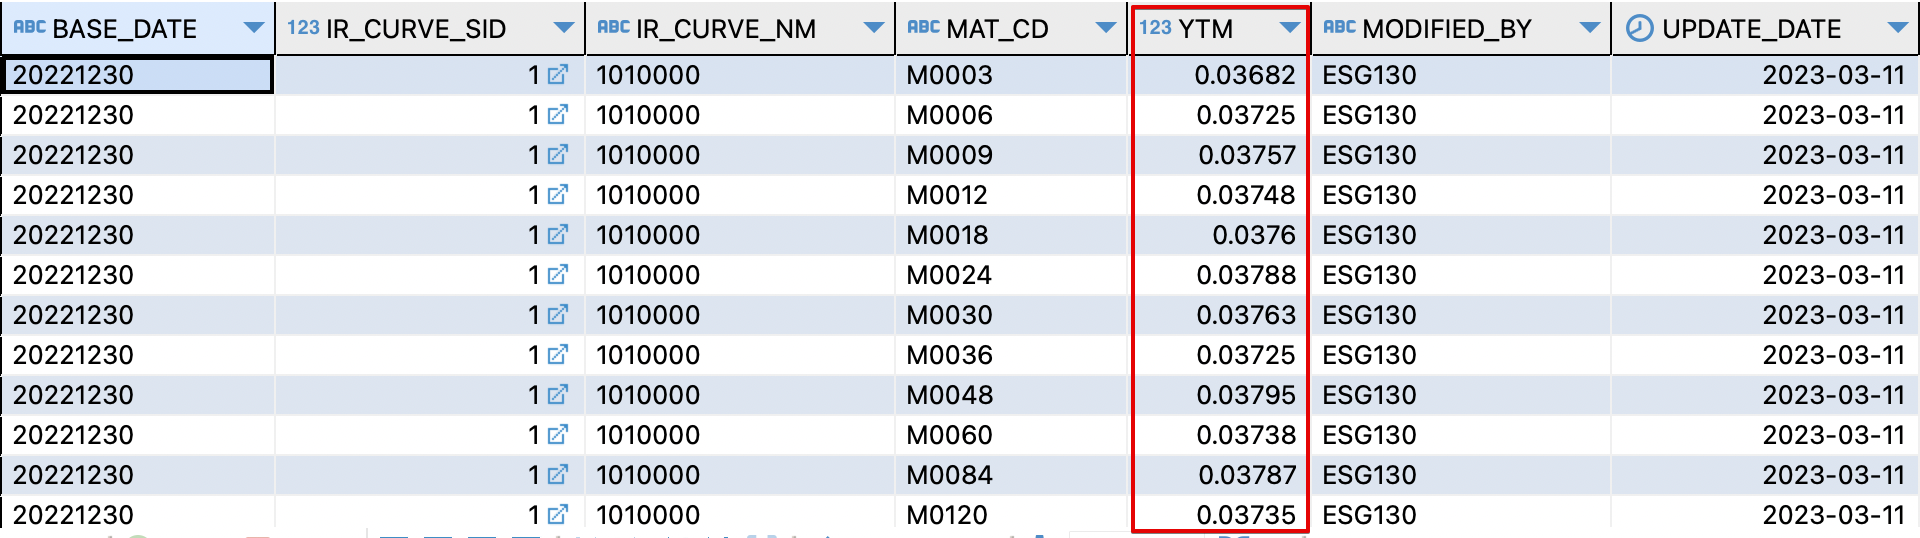 ABC BASE_DATE 123 IR_CURVE_SID ABC IR_CURVE_NM ABC MAT_CD 123 YTM ABC MODIFIED_BY UPDATE_DATE
20221230 1 1010000 M0003 0.03682 ESG130 2023-03-11
20221230 1 1010000 M0006 0.03725 ESG130 2023-03-11
20221230 1 1010000 M0009 0.03757 ESG130 2023-03-11
20221230 1 1010000 M0012 0.03748 ESG130 2023-03-11
20221230 1 1010000 M0018 0.0376 ESG130 2023-03-11
20221230 1 1010000 M0024 0.03788 ESG130 2023-03-11
20221230 1 1010000 M0030 0.03763 ESG130 2023-03-11
20221230 1 1010000 M0036 0.03725 ESG130 2023-03-11
20221230 1 1010000 M0048 0.03795 ESG130 2023-03-11
20221230 1 1010000 M0060 0.03738 ESG130 2023-03-11
20221230 1 1010000 M0084 0.03787 ESG130 2023-03-11
20221230 1 1010000 M0120 0.03735 ESG130 2023-03-11